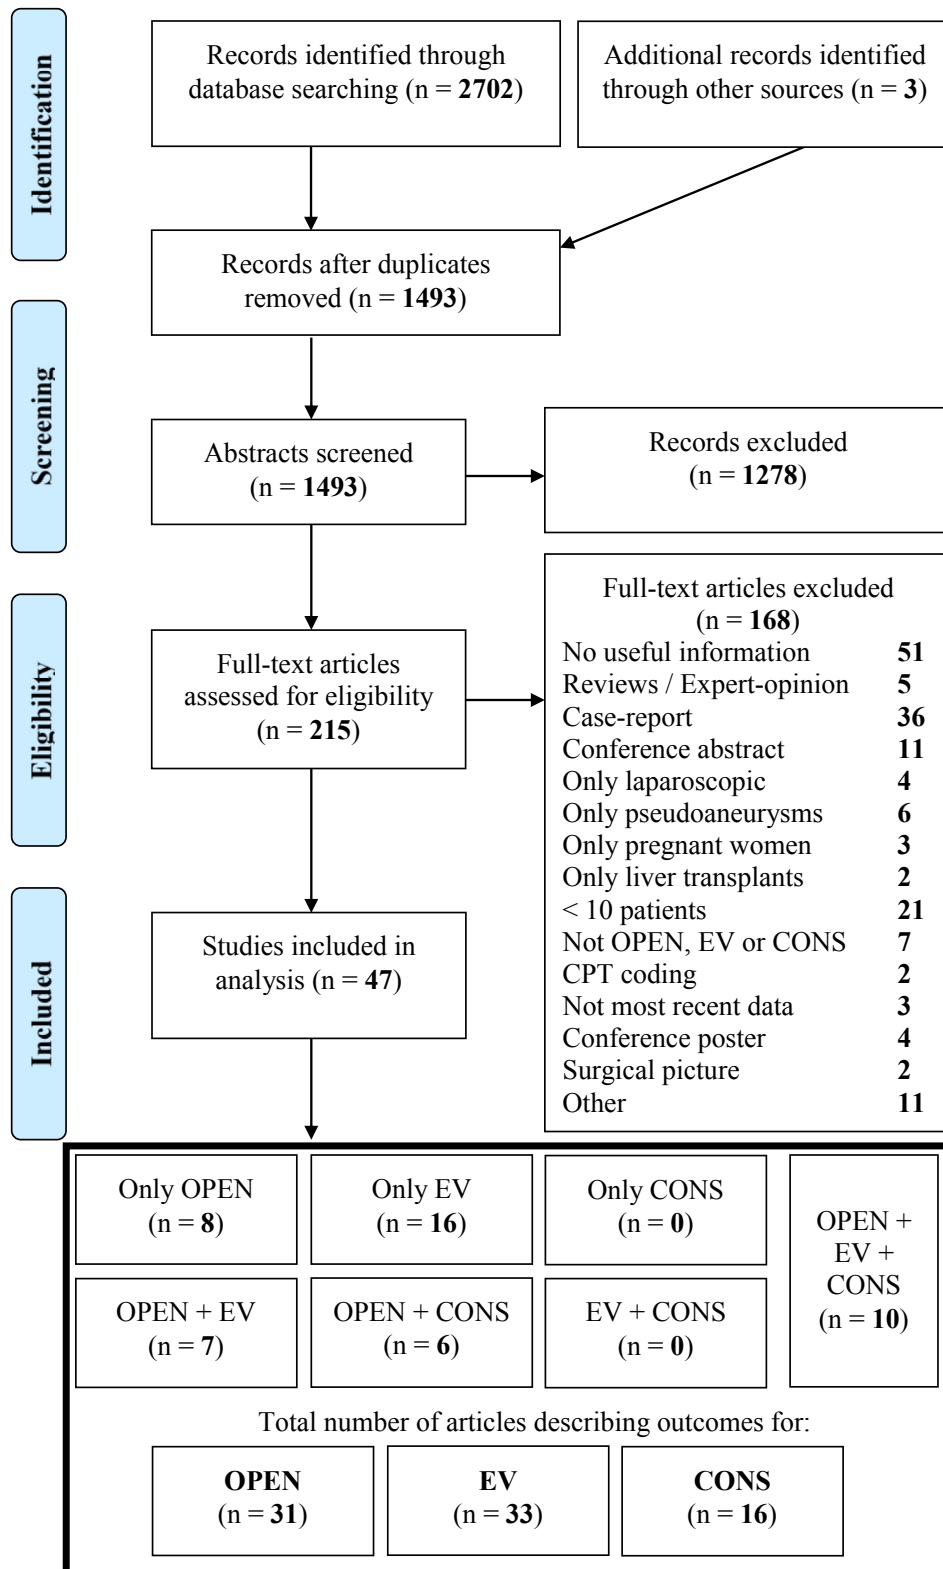 Identification
Records identified through
database searching (n = 2702)
Additional records identified
through other sources (n = 3)
Records after duplicates
removed (n = 1493)
Screening
Abstracts screened
(n = 1493)
Records excluded
(n = 1278)
Eligibility
Full-text articles
assessed for eligibility
(n = 215)
Full-text articles excluded
(n = 168)
No useful information 51
Reviews / Expert-opinion 5
Case-report 36
Conference abstract 11
Only laparoscopic 4
Only pseudoaneurysms 6
Only pregnant women 3
Only liver transplants 2
< 10 patients 21
Not OPEN, EV or CONS 7
CPT coding 2
Not most recent data 3
Conference poster 4
Surgical picture 2
Other 11
Included
Studies included in
analysis (n = 47)
Only OPEN
(n = 8)
Only EV
(n = 16)
Only CONS
(n = 0)
OPEN +
EV +
CONS
(n = 10)
OPEN + EV
(n = 7)
OPEN + CONS
(n = 6)
EV + CONS
(n = 0)
Total number of articles describing outcomes for:
OPEN
(n = 31)
EV
(n = 33)
CONS
(n = 16)